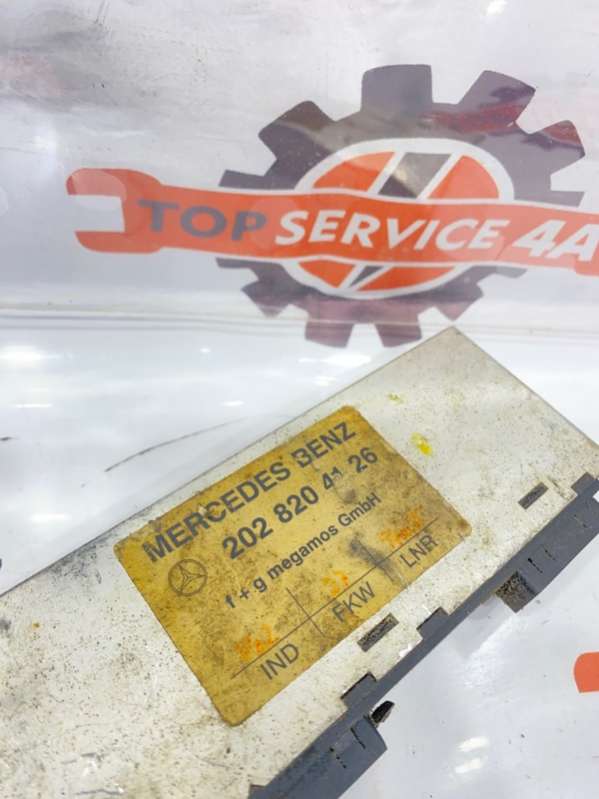 TOP SERVICE 4A
MERCEDES BENZ
202 820 41 26
f + g megamos GmbH
IND FKW LNR